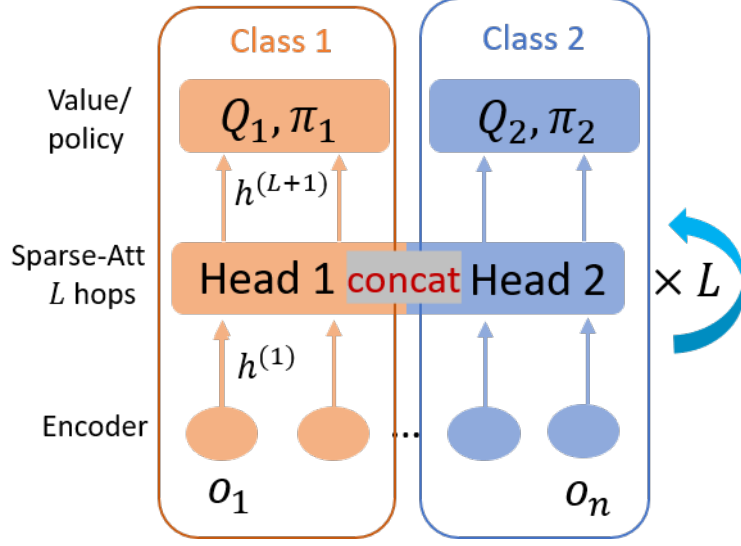 Class 1
Class 2
Value/
policy
Q₁, π₁
Q₂, π₂
h⁽ᴸ⁺¹⁾
Sparse-Att
L hops
Head 1
concat
Head 2
× L
h⁽¹⁾
Encoder
...
o₁
oₙ